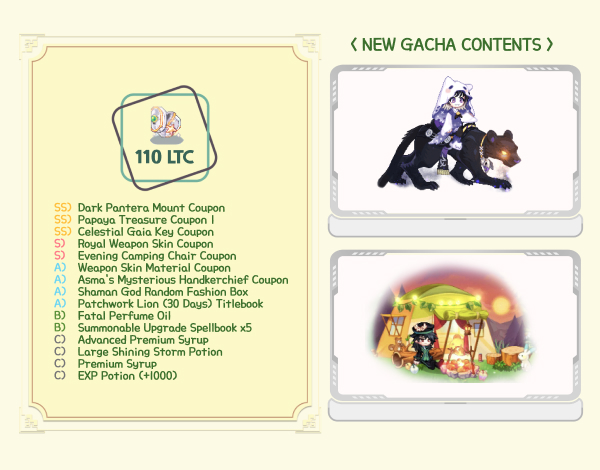 < NEW GACHA CONTENTS >
110 LTC
SS) Dark Pantera Mount Coupon
SS) Papaya Treasure Coupon 1
SS) Celestial Gaia Key Coupon
S) Royal Weapon Skin Coupon
S) Evening Camping Chair Coupon
A) Weapon Skin Material Coupon
A) Asma's Mysterious Handkerchief Coupon
A) Shaman God Random Fashion Box
A) Patchwork Lion (30 Days) Titlebook
B) Fatal Perfume Oil
B) Summonable Upgrade Spellbook x5
C) Advanced Premium Syrup
C) Large Shining Storm Potion
C) Premium Syrup
C) EXP Potion (+1000)